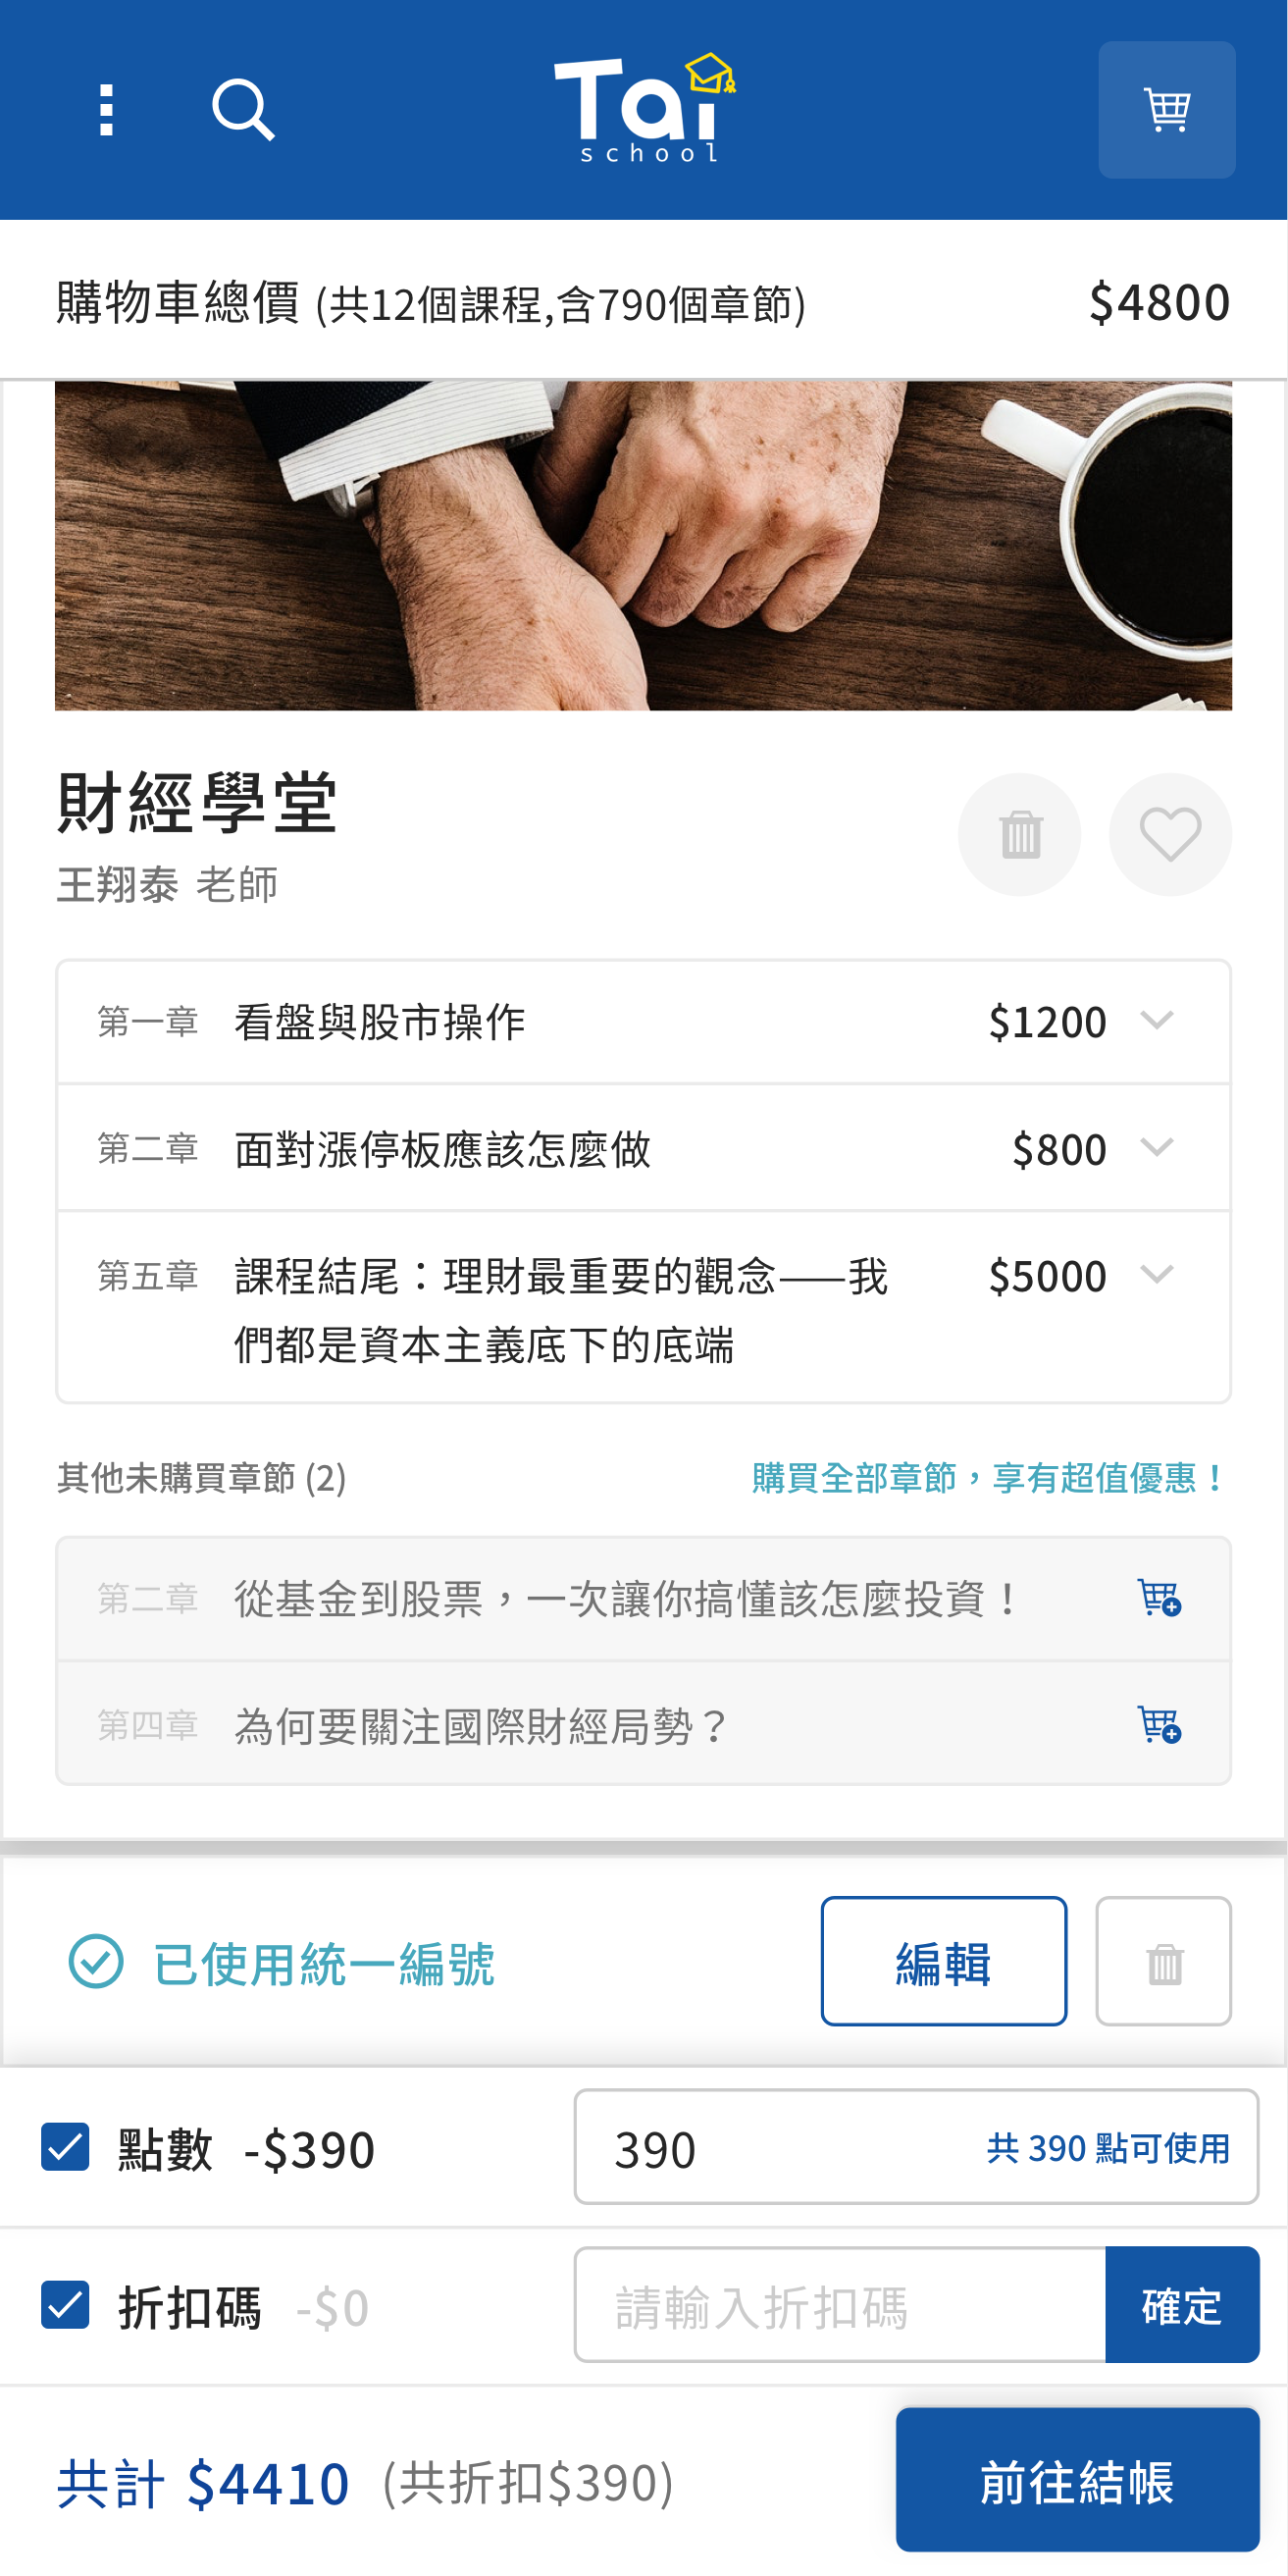 Tai
school
購物車總價 (共12個課程,含790個章節) $4800
財經學堂
王翔泰 老師
第一章 看盤與股市操作 $1200
第二章 面對漲停板應該怎麼做 $800
第五章 課程結尾：理財最重要的觀念——我 $5000
們都是資本主義底下的底端
其他未購買章節 (2) 購買全部章節，享有超值優惠！
第二章 從基金到股票，一次讓你搞懂該怎麼投資！
第四章 為何要關注國際財經局勢？
已使用統一編號 編輯
點數 -$390 390 共 390 點可使用
折扣碼 -$0 請輸入折扣碼 確定
共計 $4410 (共折扣$390) 前往結帳